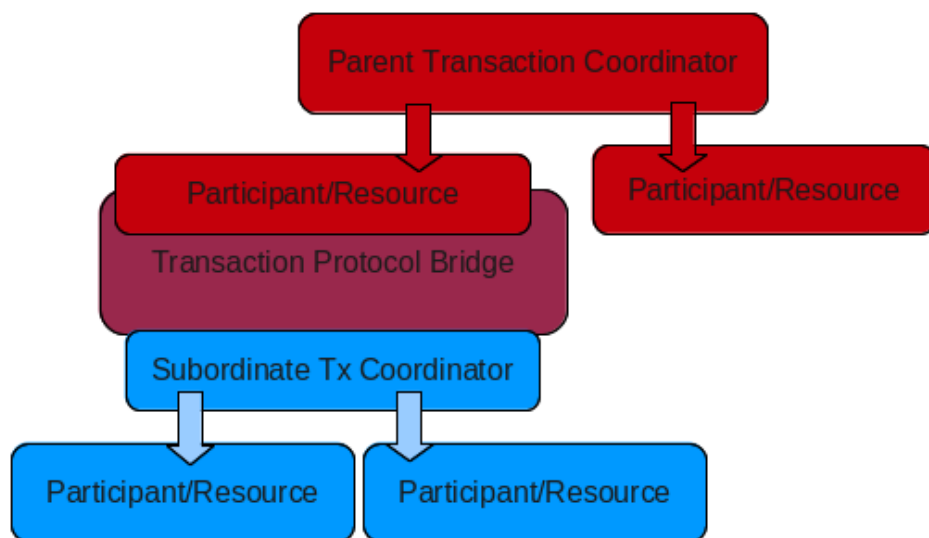 Parent Transaction Coordinator
Participant/Resource
Participant/Resource
Transaction Protocol Bridge
Subordinate Tx Coordinator
Participant/Resource
Participant/Resource